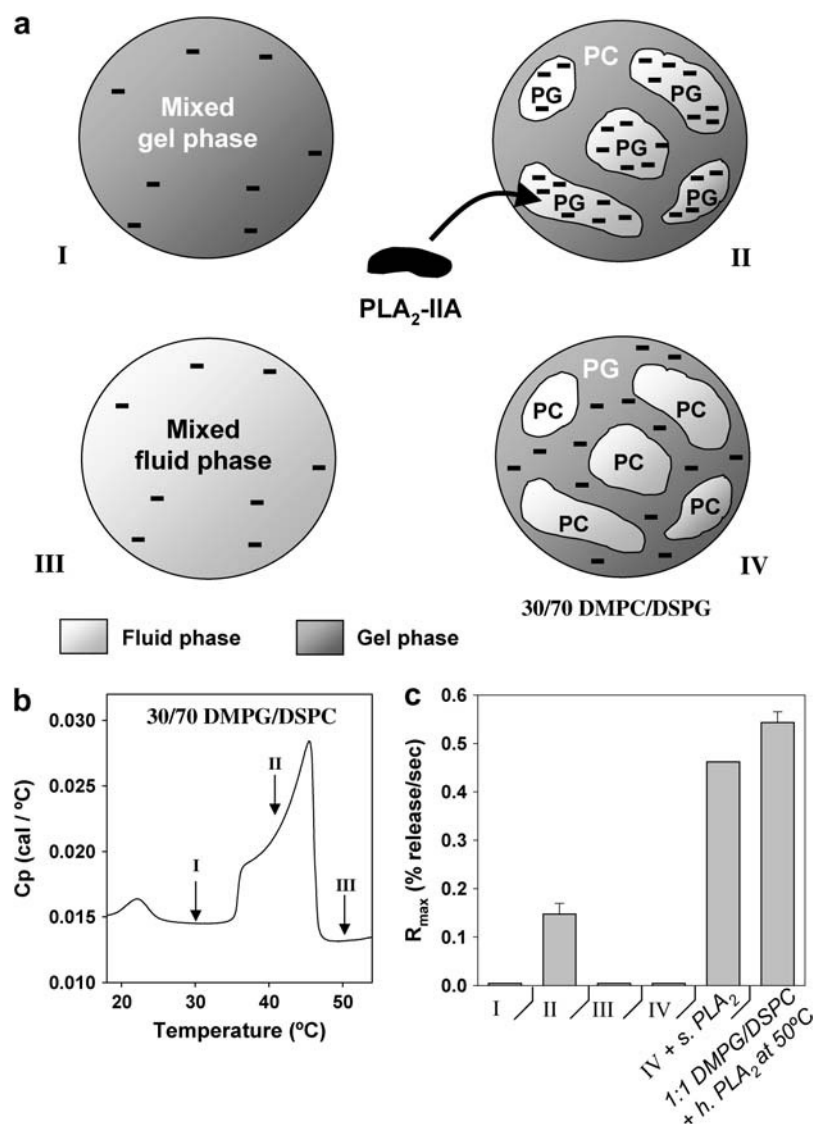 a
Mixed
gel phase
I
PC
PG
PG
PG
PG
PG
II
PLA₂-IIA
Mixed
fluid phase
III
PG
PC
PC
PC
PC
PC
IV
30/70 DMPC/DSPG
Fluid phase
Gel phase
b
30/70 DMPG/DSPC
0.030
0.025
0.020
0.015
0.010
Cp (cal / ºC)
I
II
III
20 30 40 50
Temperature (ºC)
c
0.6
0.5
0.4
0.3
0.2
0.1
0.0
Rmax (% release/sec)
I
II
III
IV
IV + s. PLA₂
1:1 DMPG/DSPC
+ h. PLA₂ at 50ºC